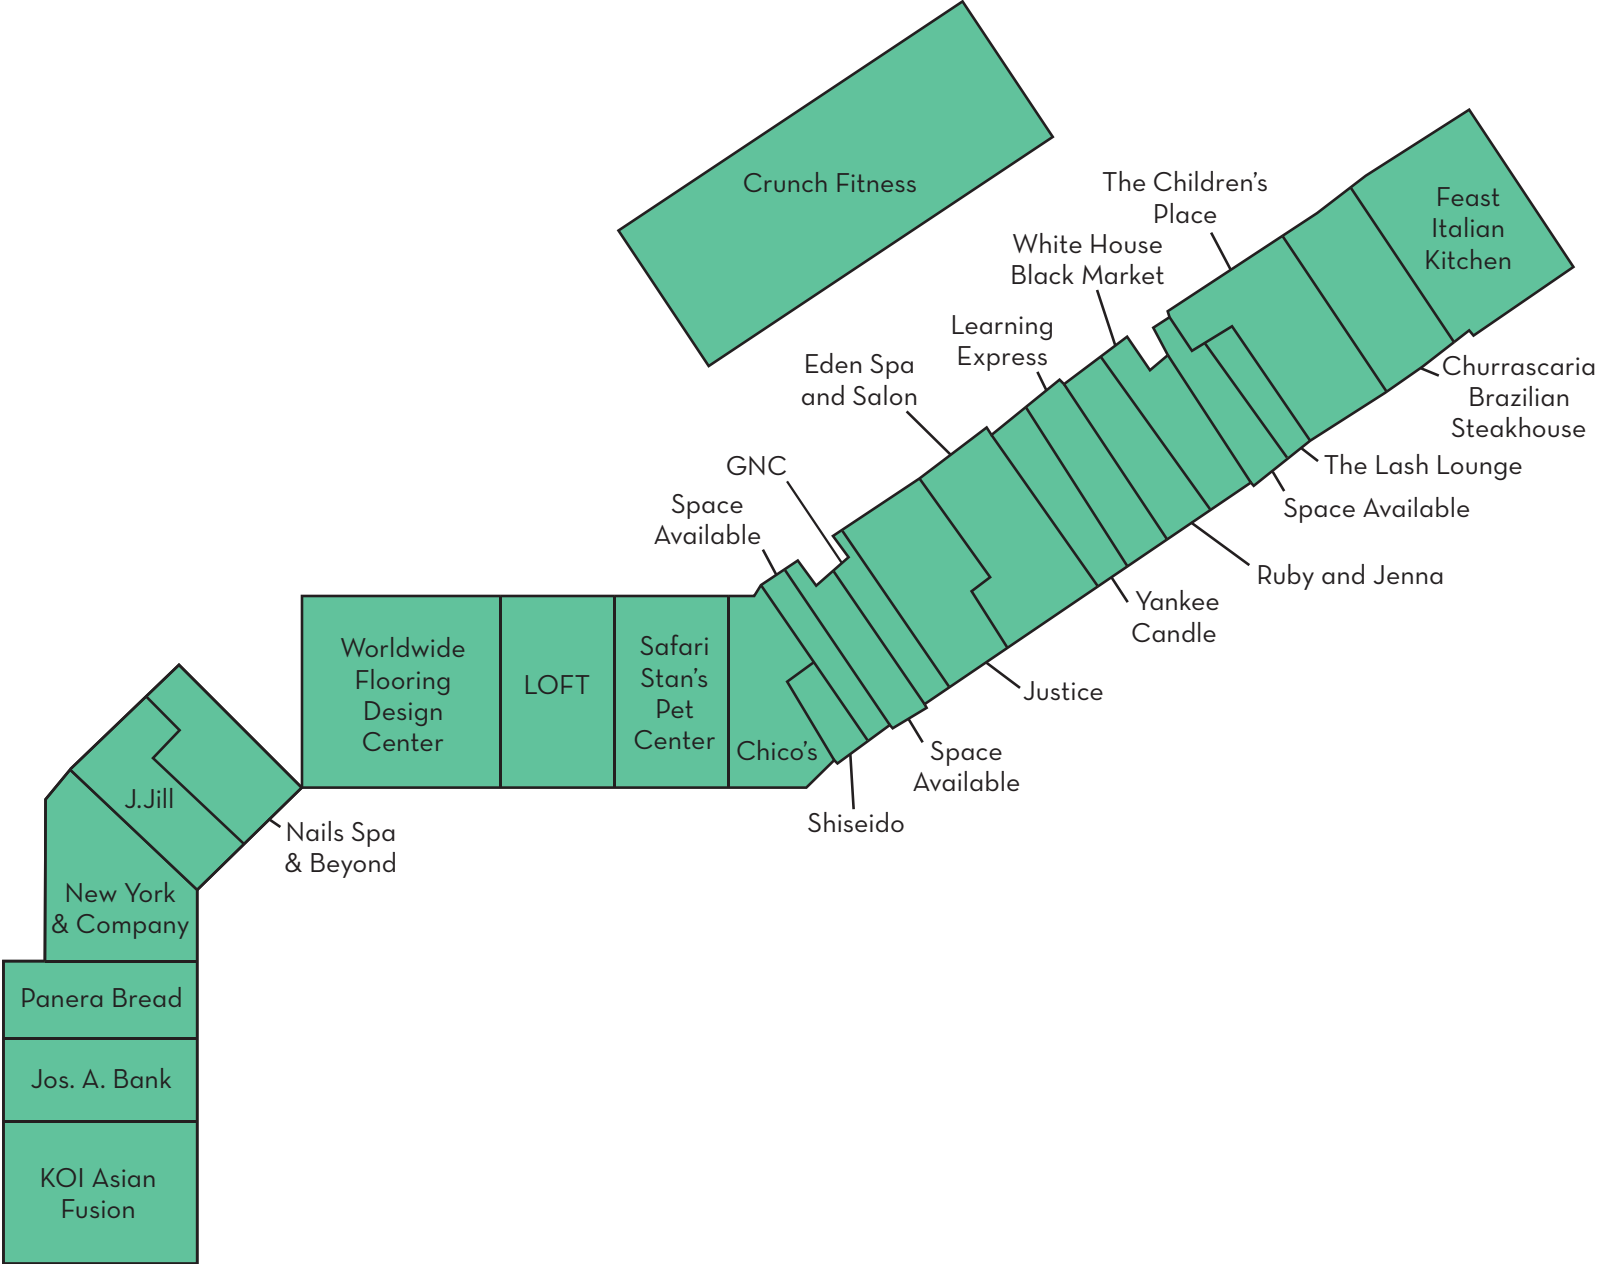 Crunch Fitness
The Children's
Place
Feast
Italian
Kitchen
White House
Black Market
Learning
Express
Eden Spa
and Salon
Churrascaria
Brazilian
Steakhouse
GNC
The Lash Lounge
Space
Available
Space Available
Ruby and Jenna
Yankee
Candle
Worldwide
Flooring
Design
Center
LOFT
Safari
Stan's
Pet
Center
Chico's
Justice
Space
Available
Shiseido
J.Jill
Nails Spa
& Beyond
New York
& Company
Panera Bread
Jos. A. Bank
KOI Asian
Fusion